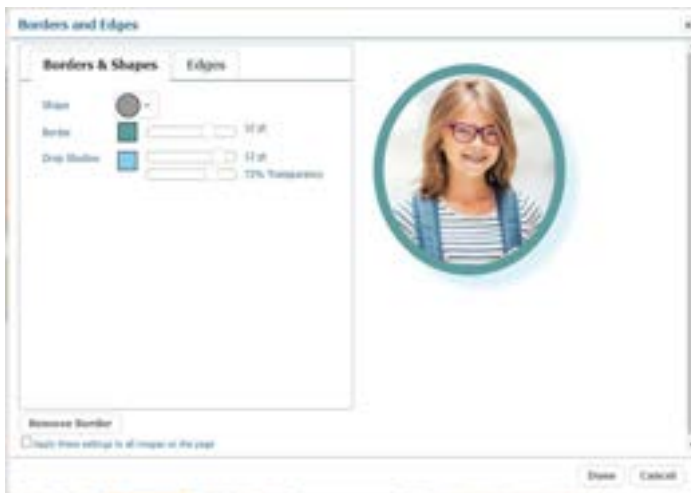 Borders and Edges
Borders & Shapes Edges
Shape
Border 10 pt
Drop Shadow 12 pt
72% Transparency
Remove Border
Apply these settings to all images on the page
Done Cancel